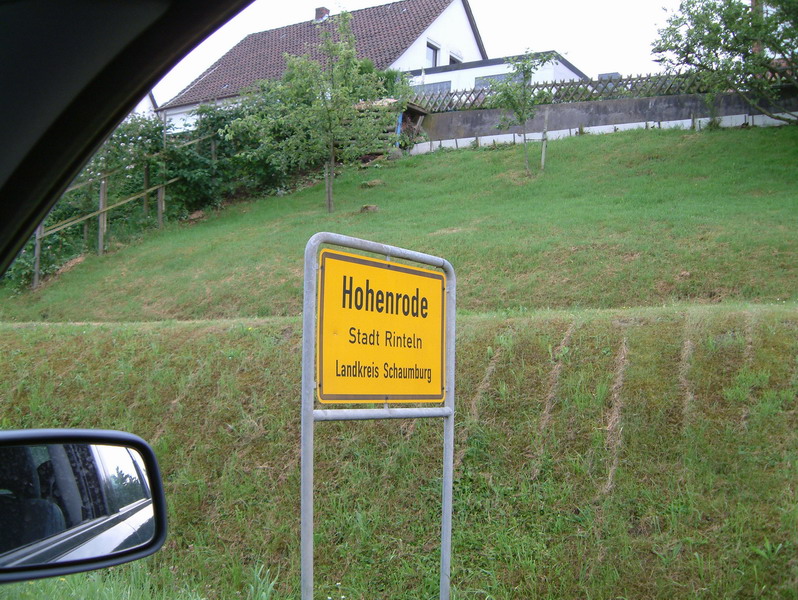 Hohenrode
Stadt Rinteln
Landkreis Schaumburg